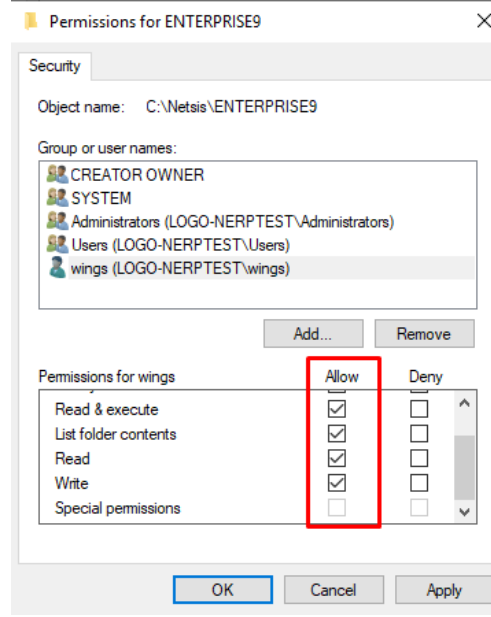 Permissions for ENTERPRISE9
Security
Object name: C:\Netsis\ENTERPRISE9
Group or user names:
CREATOR OWNER
SYSTEM
Administrators (LOGO-NERPTEST\Administrators)
Users (LOGO-NERPTEST\Users)
wings (LOGO-NERPTEST\wings)
Add... Remove
Permissions for wings Allow Deny
Read & execute
List folder contents
Read
Write
Special permissions
OK Cancel Apply